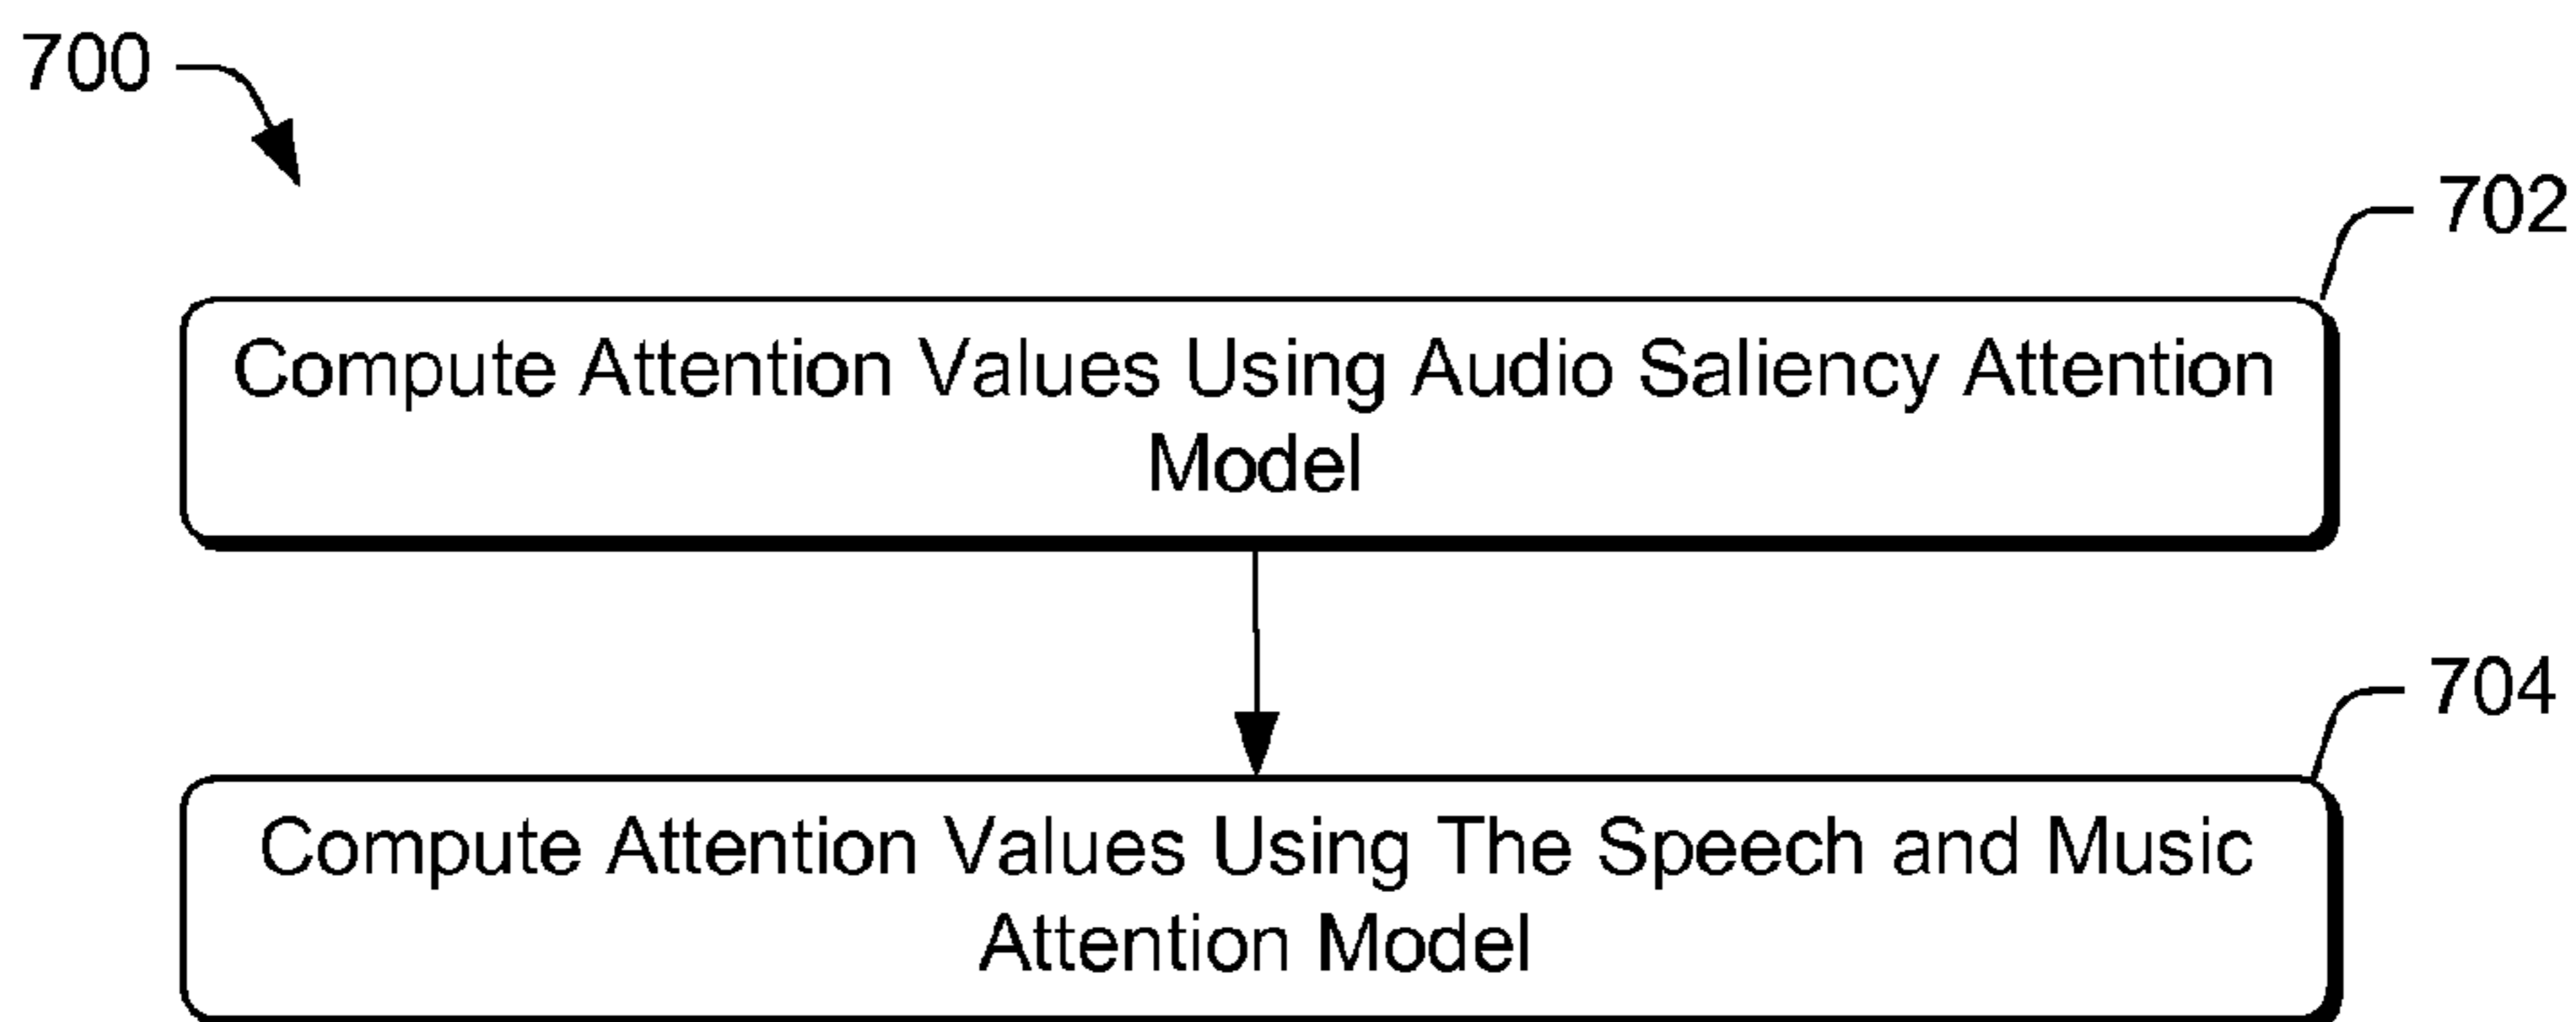 700
702
Compute Attention Values Using Audio Saliency Attention
Model
704
Compute Attention Values Using The Speech and Music
Attention Model